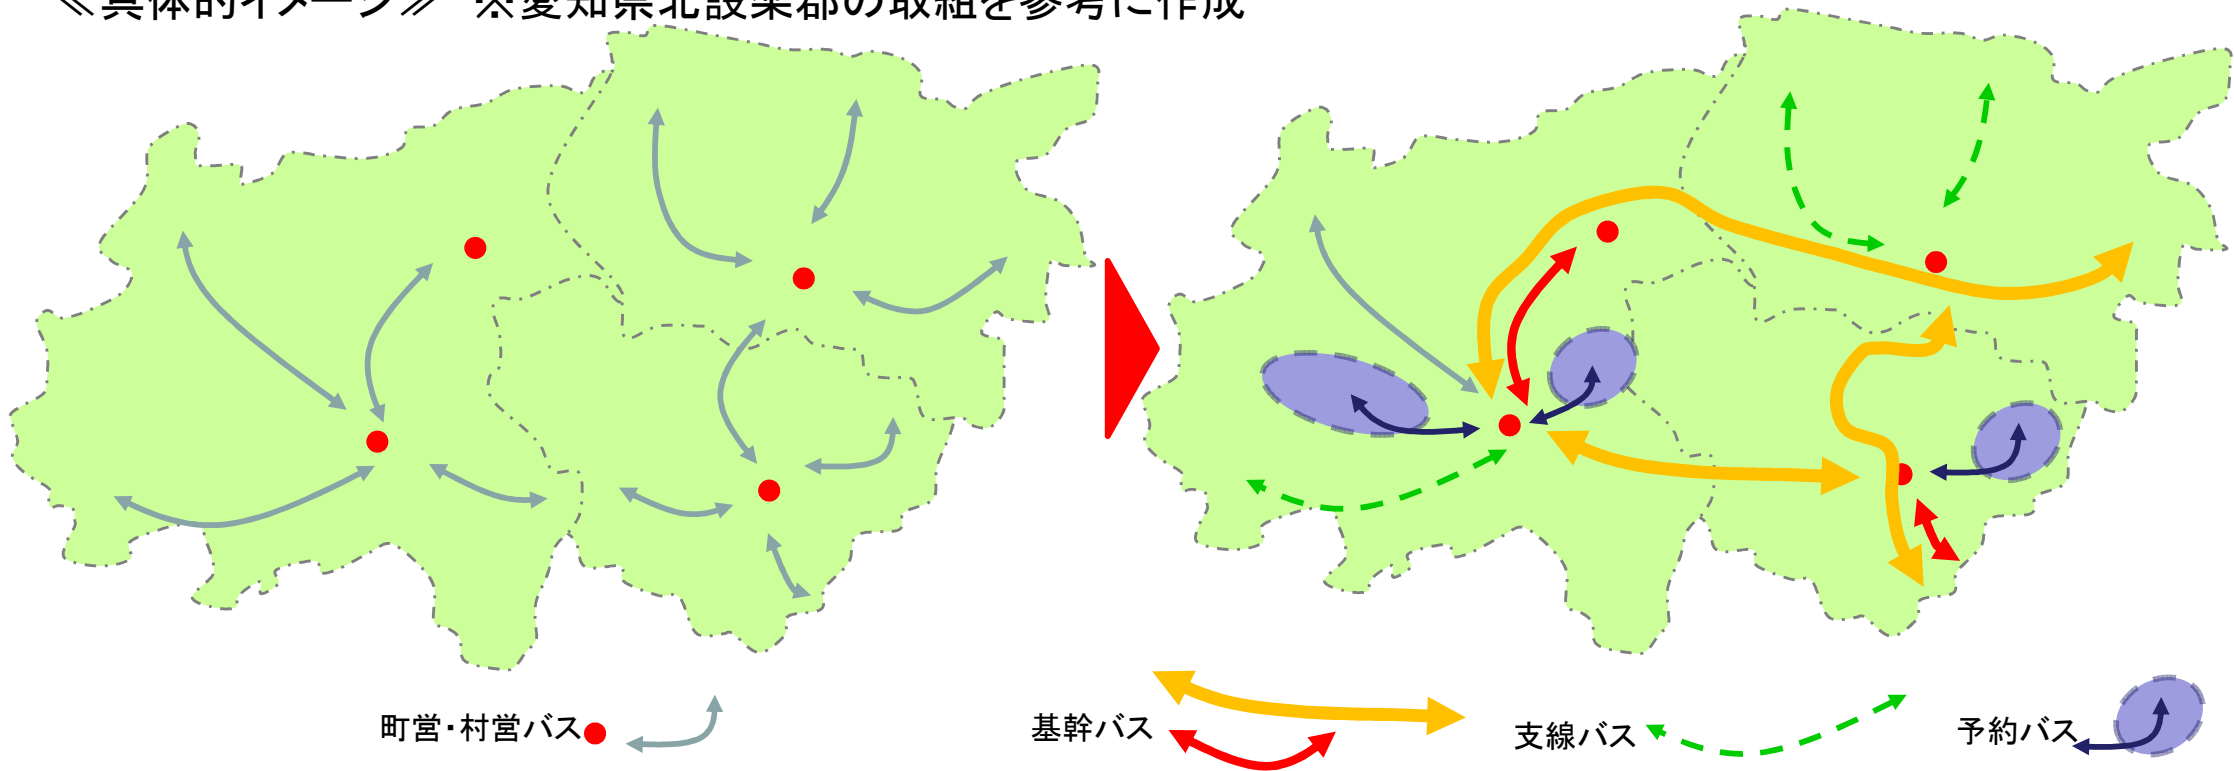 ≪具体的イメージ≫ ※愛知県北設楽郡の取組を参考に作成
町営・村営バス
基幹バス
支線バス
予約バス